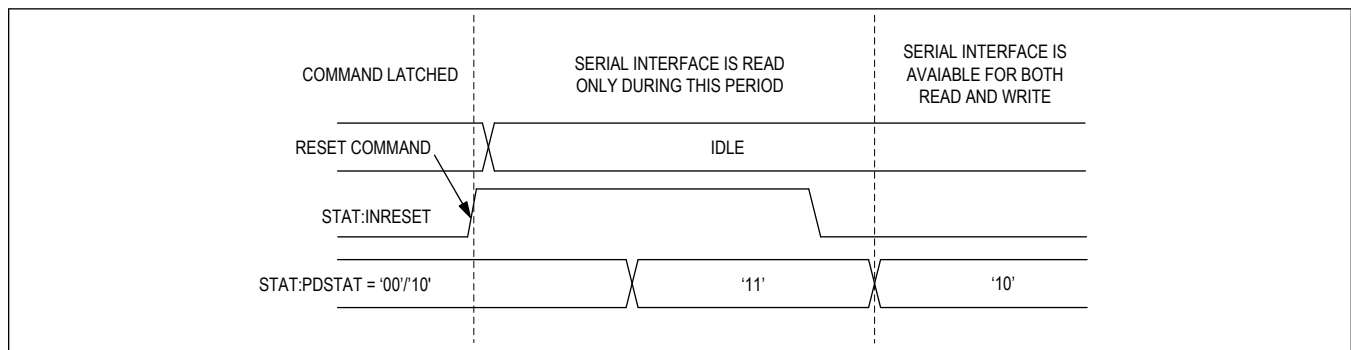 COMMAND LATCHED
SERIAL INTERFACE IS READ
ONLY DURING THIS PERIOD
SERIAL INTERFACE IS
AVAIABLE FOR BOTH
READ AND WRITE
RESET COMMAND
IDLE
STAT:INRESET
STAT:PDSTAT = ‘00’/’10'
‘11’
‘10’